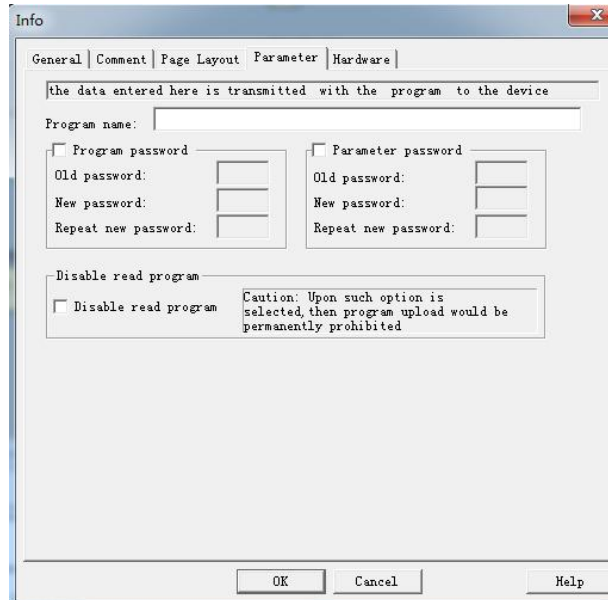 Info
General Comment Page Layout Parameter Hardware
the data entered here is transmitted with the program to the device
Program name:
Program password
Old password:
New password:
Repeat new password:
Parameter password
Old password:
New password:
Repeat new password:
Disable read program
Disable read program
Caution: Upon such option is
selected, then program upload would be
permanently prohibited
OK Cancel Help